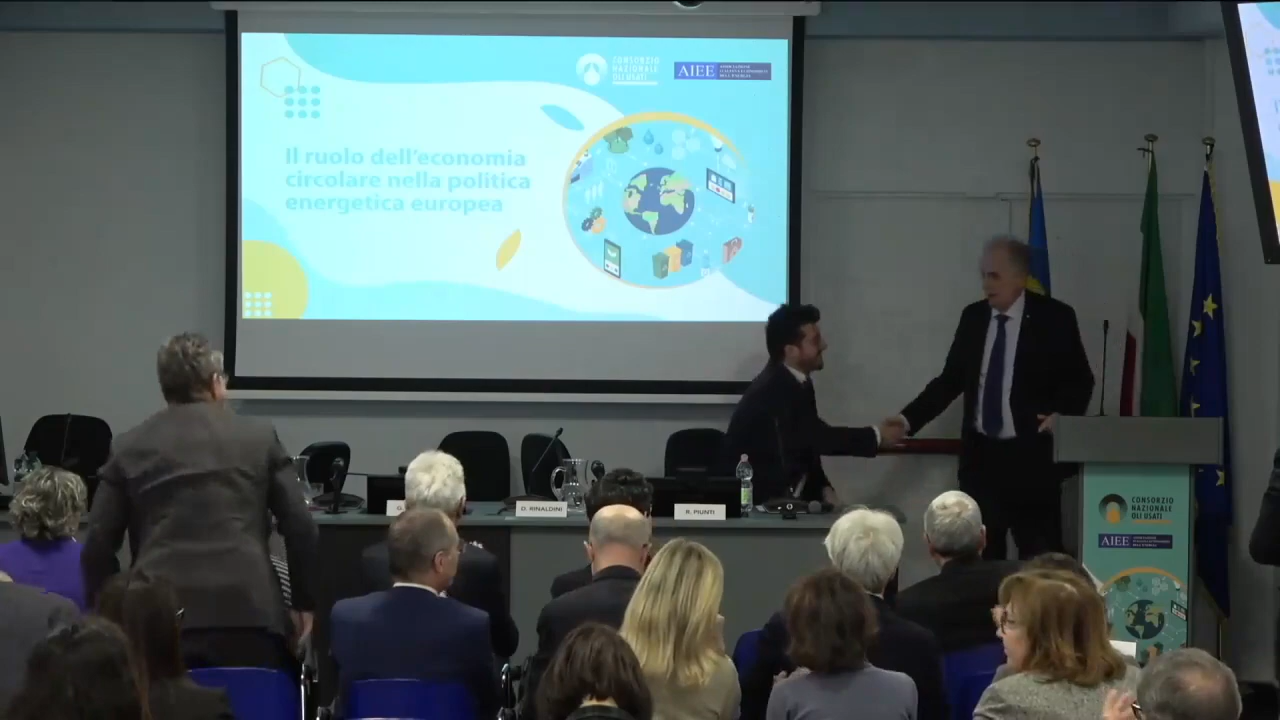 CONSORZIO
NAZIONALE
OLI USATI
AIEE
Il ruolo dell'economia
circolare nella politica
energetica europea
G.
D. RINALDINI
R. PIUNTI
CONSORZIO
NAZIONALE
OLI USATI
AIEE